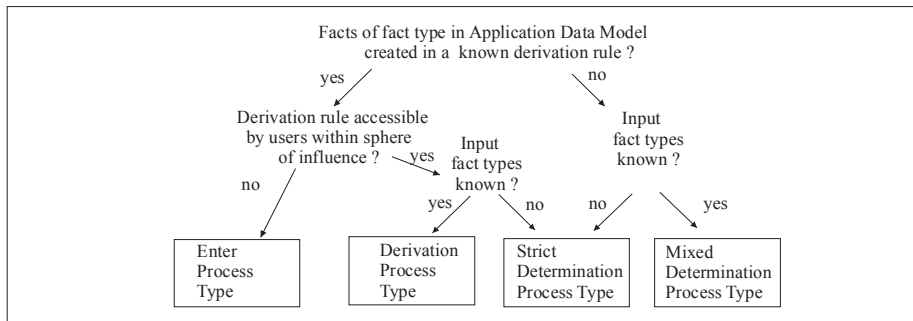 Facts of fact type in Application Data Model
created in a known derivation rule ?
yes
no
Derivation rule accessible
by users within sphere
of influence ?
Input
fact types
known ?
yes
Input
fact types
known ?
no
yes
no
no
yes
Enter
Process
Type
Derivation
Process
Type
Strict
Determination
Process Type
Mixed
Determination
Process Type